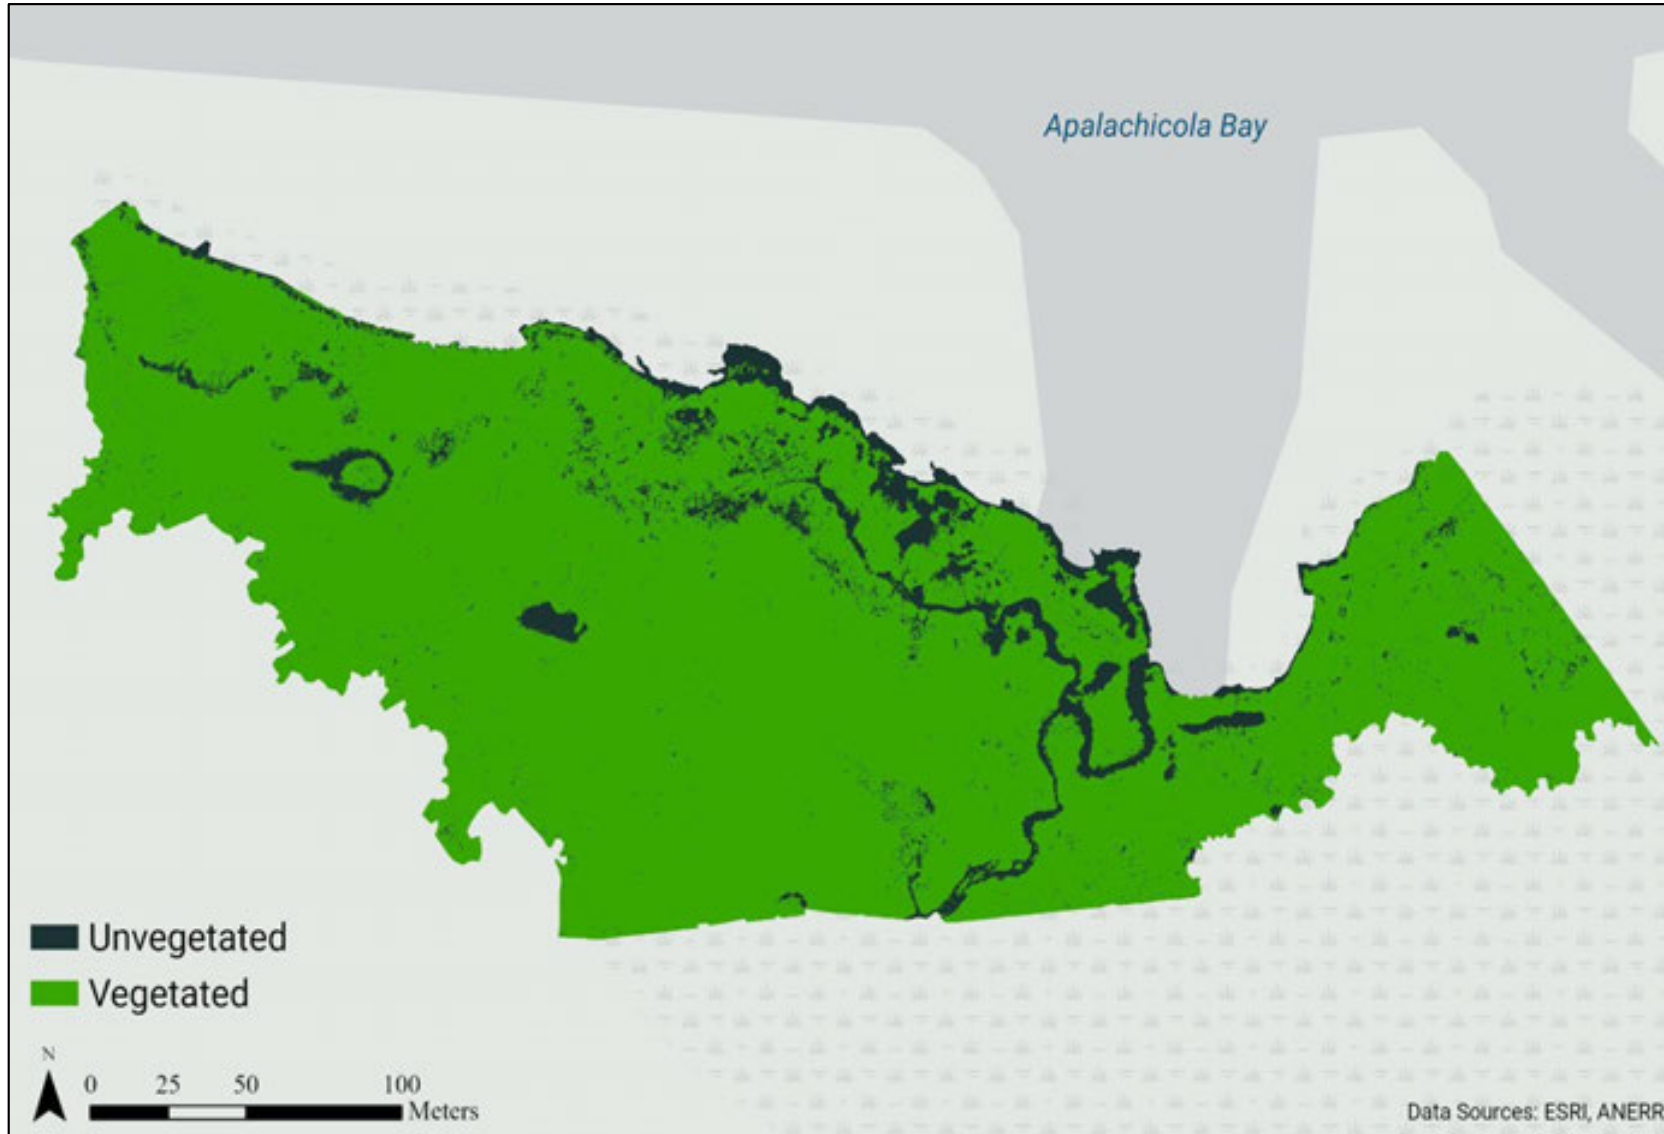 Apalachicola Bay
Unvegetated
Vegetated
N
0 25 50 100
Meters
Data Sources: ESRI, ANERR